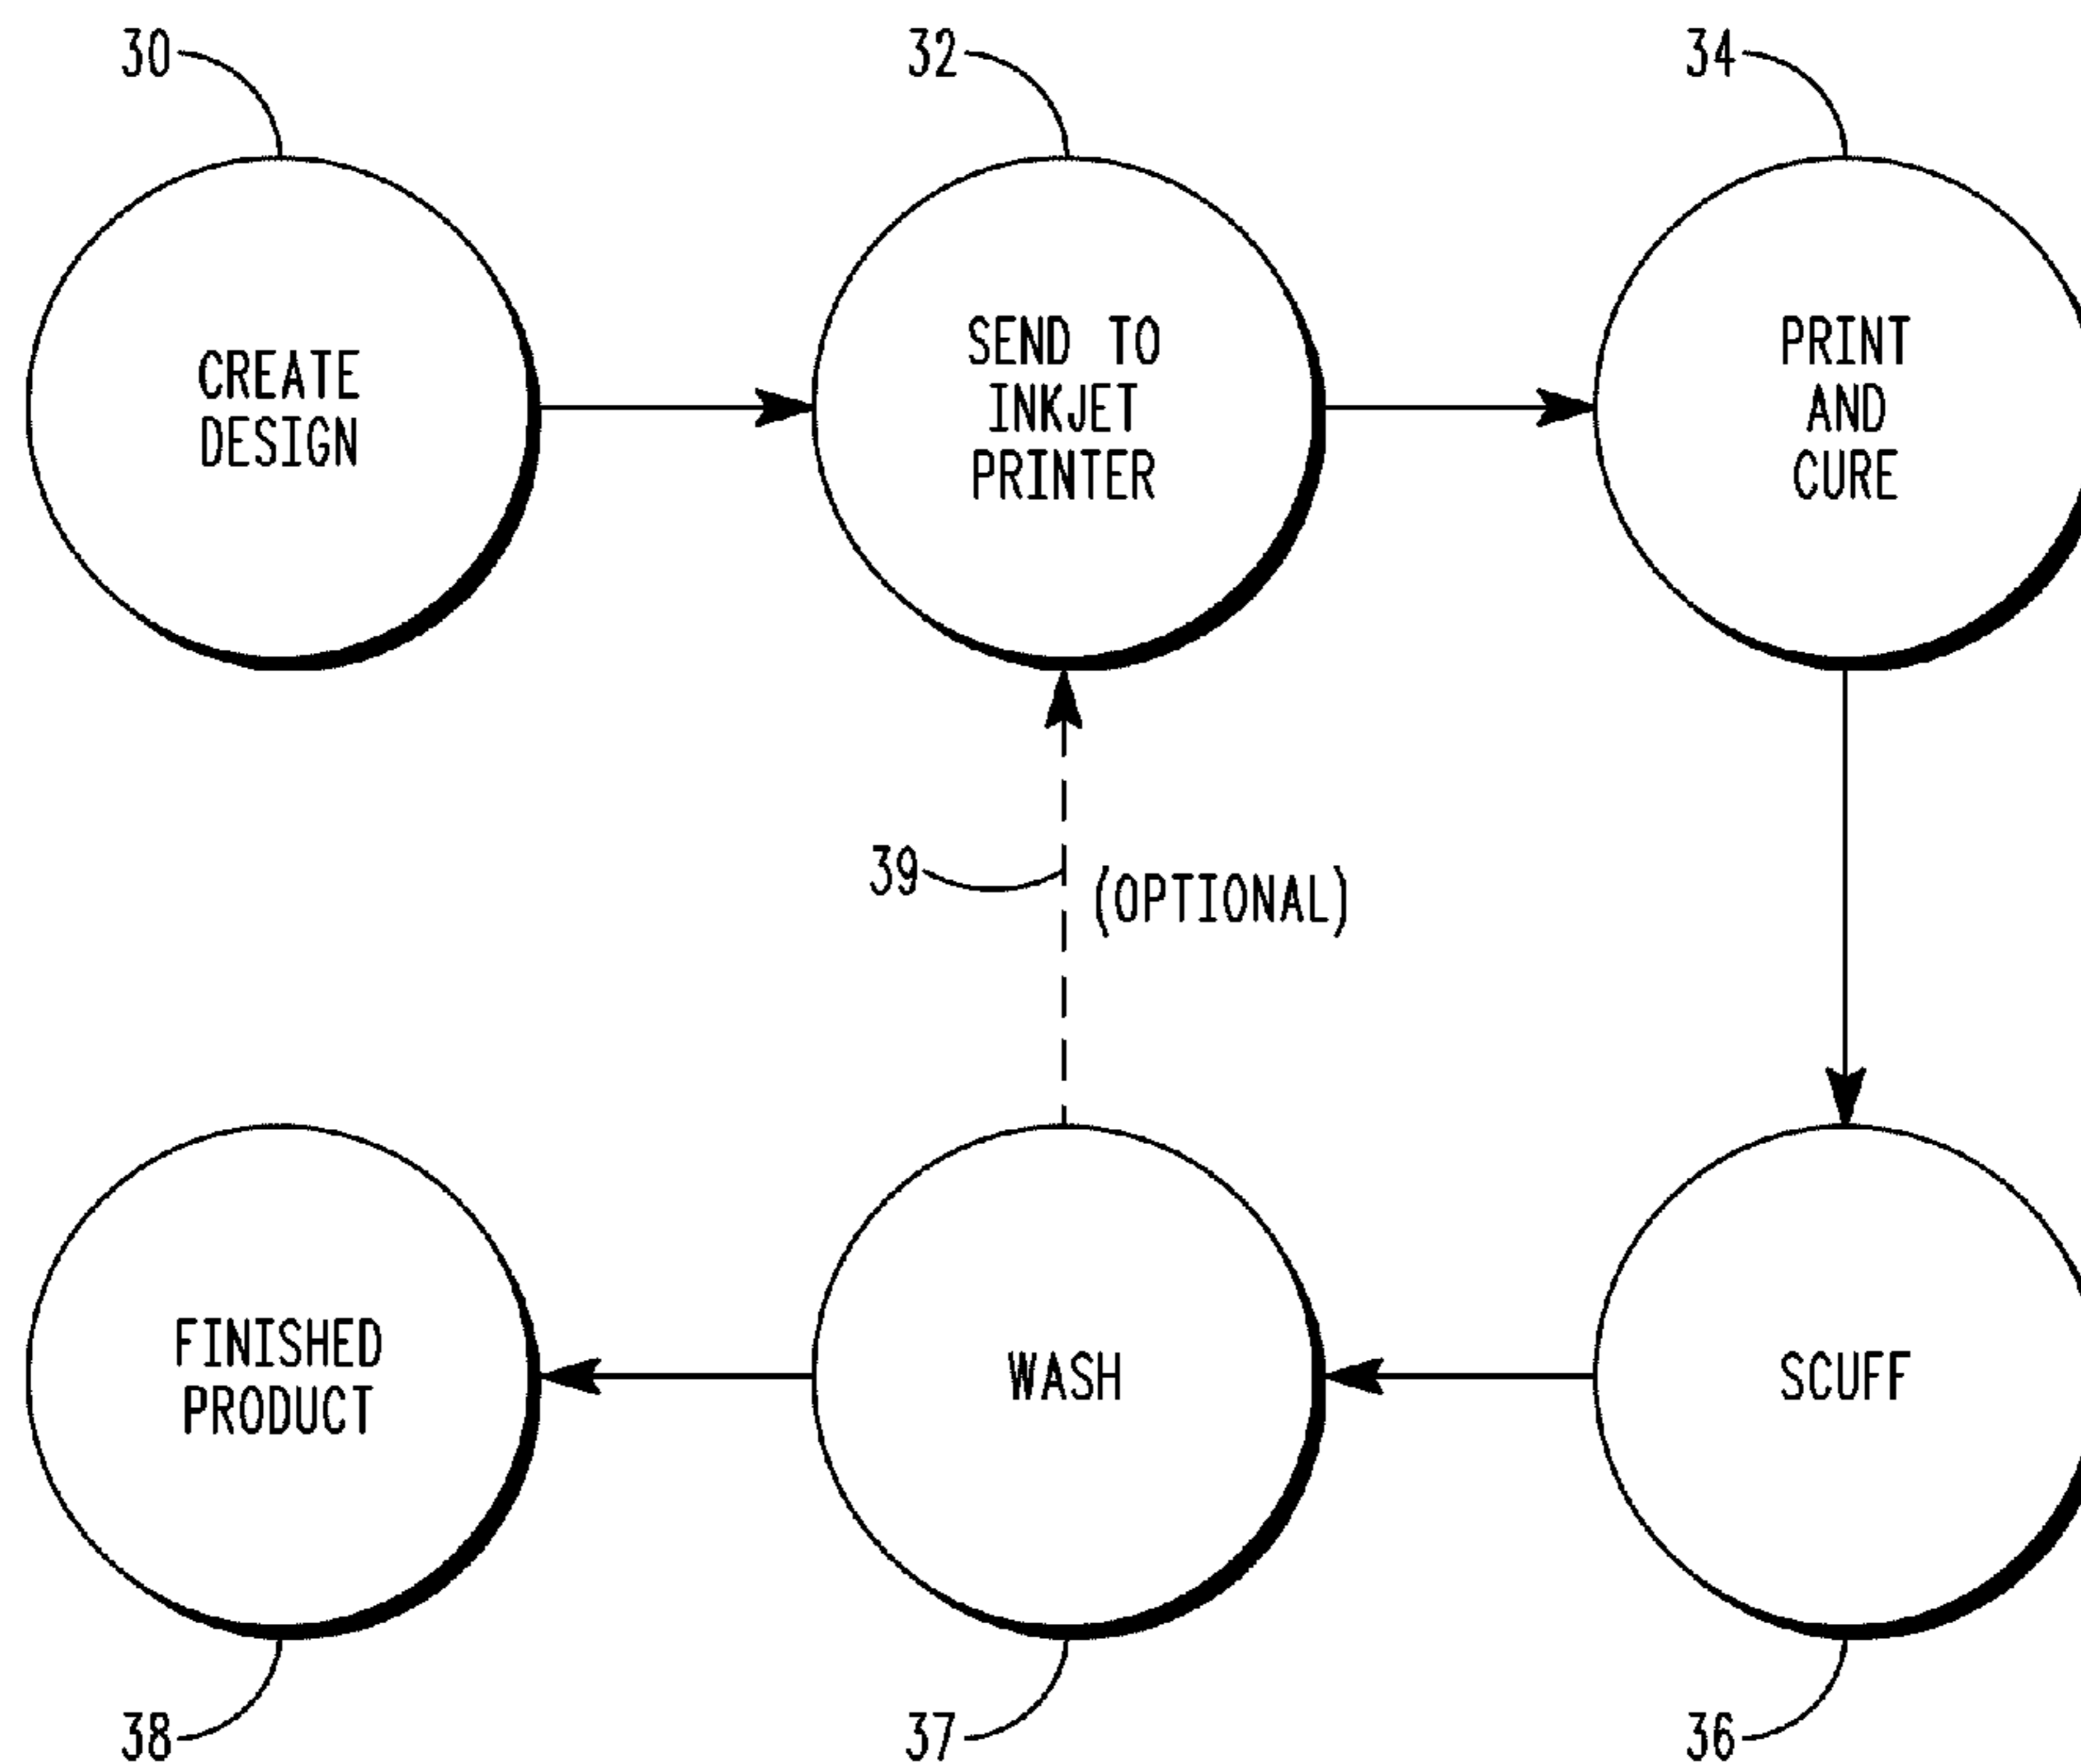 30
32
34
CREATE
DESIGN
SEND TO
INKJET
PRINTER
PRINT
AND
CURE
39
(OPTIONAL)
FINISHED
PRODUCT
WASH
SCUFF
38
37
36